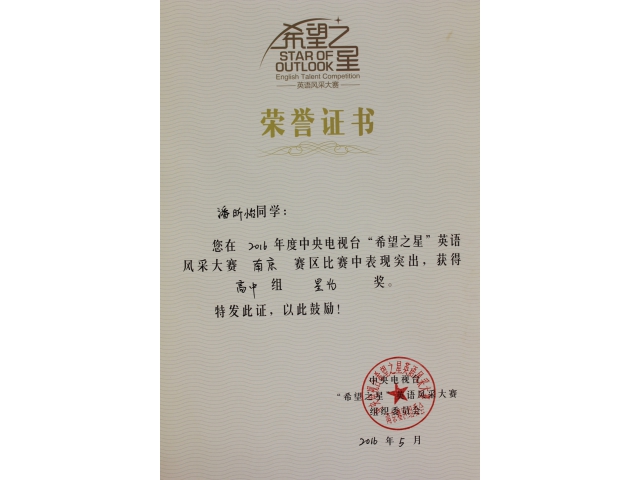 希望之星
STAR OF
OUTLOOK
English Talent Competition
英语风采大赛
荣誉证书
潘昕怡同学：
您在 2016 年度中央电视台“希望之星”英语
风采大赛 南京 赛区比赛中表现突出，获得
高中 组 奖。
特发此证，以此鼓励！
中央电视台
“希望之星”英语风采大赛
组织委员会
2016 年 5 月